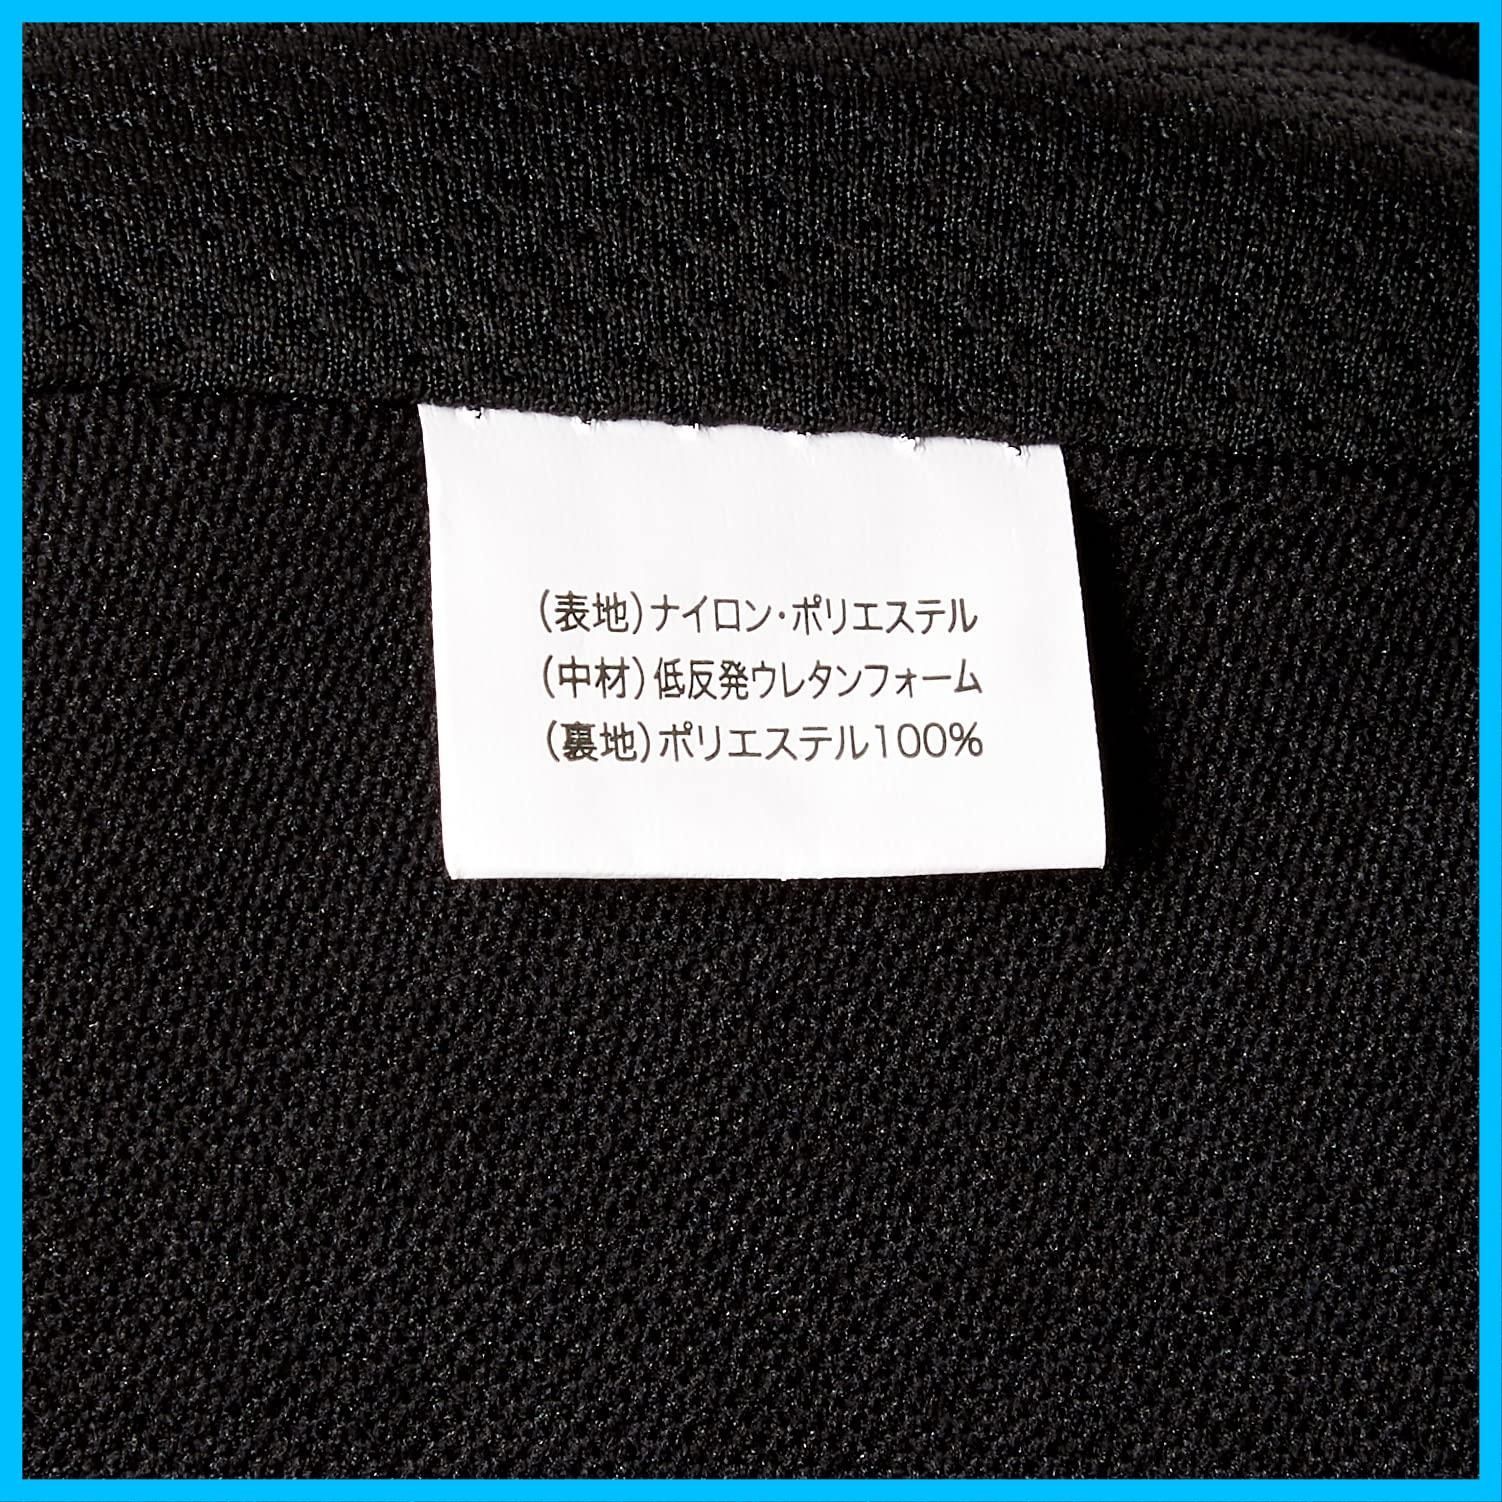 (表地)ナイロン・ポリエステル
(中材)低反発ウレタンフォーム
(裏地)ポリエステル100%